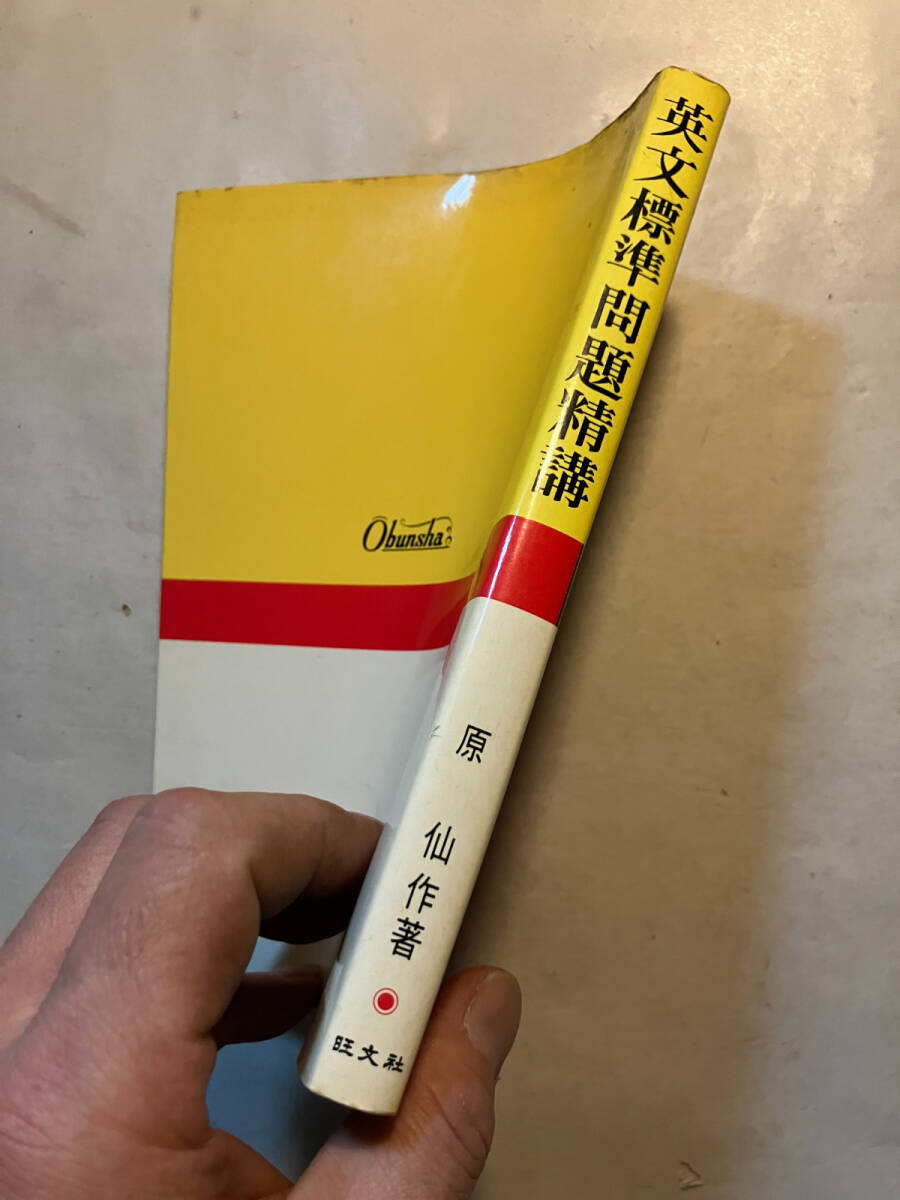 英文標準問題精講
Obunsha
原 仙作著
旺文社